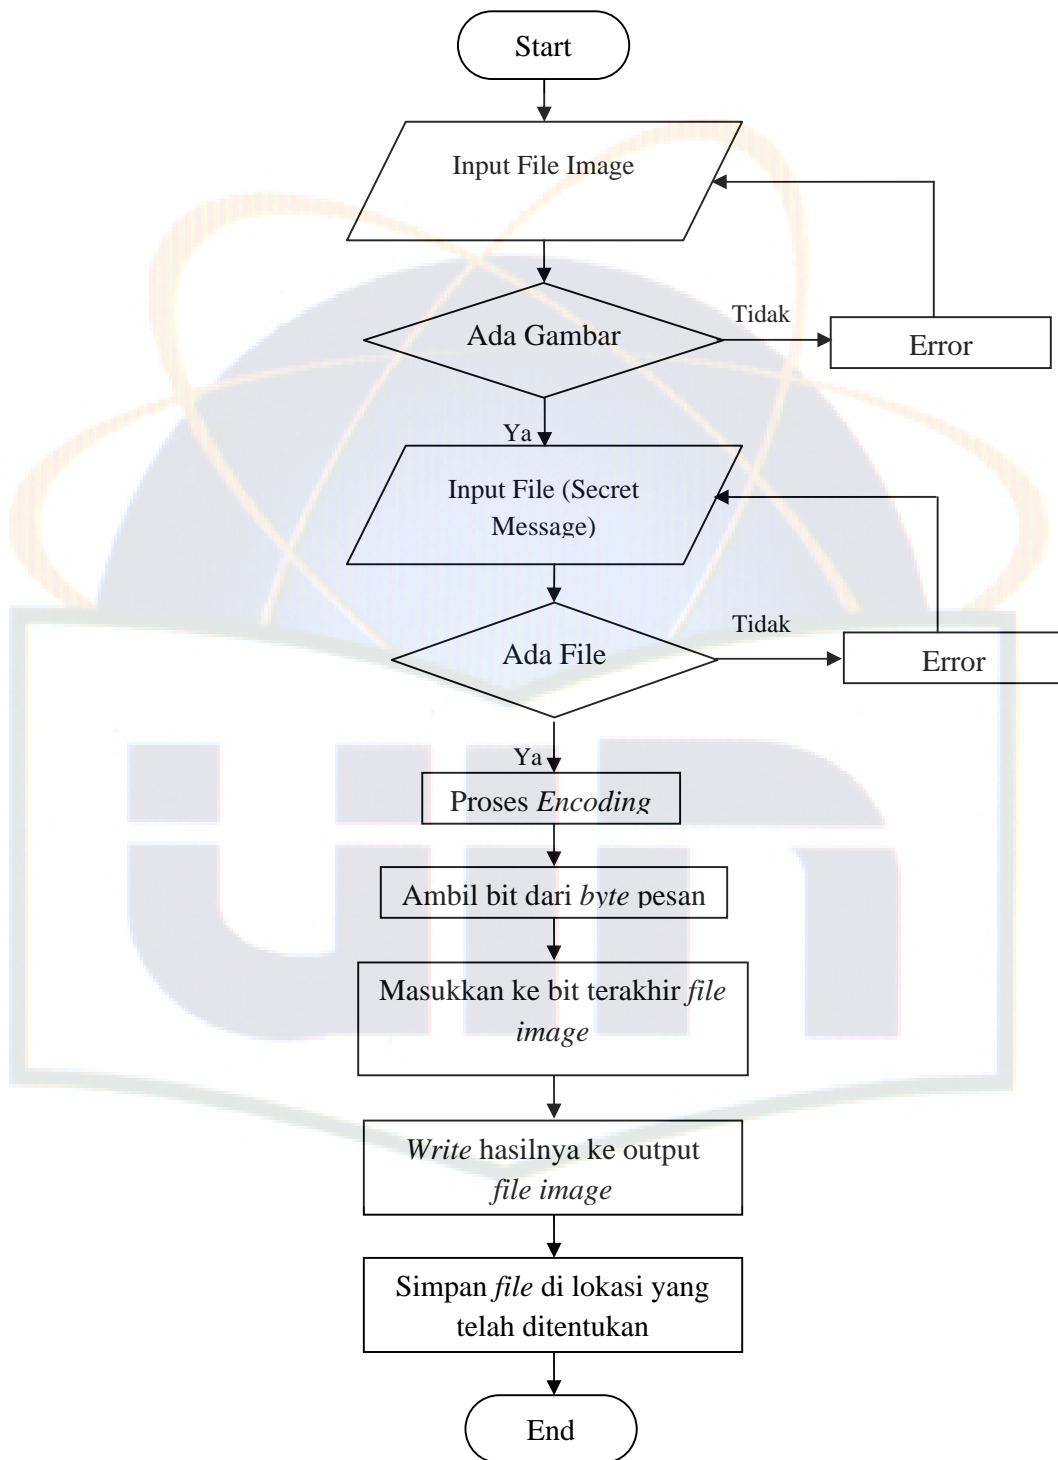 Start
Input File Image
Ada Gambar
Tidak
Error
Ya
Input File (Secret
Message)
Ada File
Tidak
Error
Ya
Proses Encoding
Ambil bit dari byte pesan
Masukkan ke bit terakhir file
image
Write hasilnya ke output
file image
Simpan file di lokasi yang
telah ditentukan
End
uin